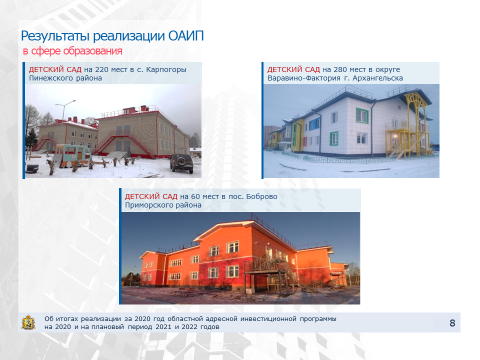 Результаты реализации ОАИП
в сфере образования
ДЕТСКИЙ САД на 220 мест в с. Карпогоры
Пинежского района
ДЕТСКИЙ САД на 280 мест в округе
Варавино-Фактория г. Архангельска
ДЕТСКИЙ САД на 60 мест в пос. Боброво
Приморского района
Об итогах реализации за 2020 год областной адресной инвестиционной программы
на 2020 и на плановый период 2021 и 2022 годов
8